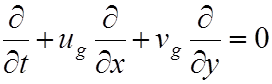 ∂/∂t + u_g ∂/∂x + v_g ∂/∂y = 0